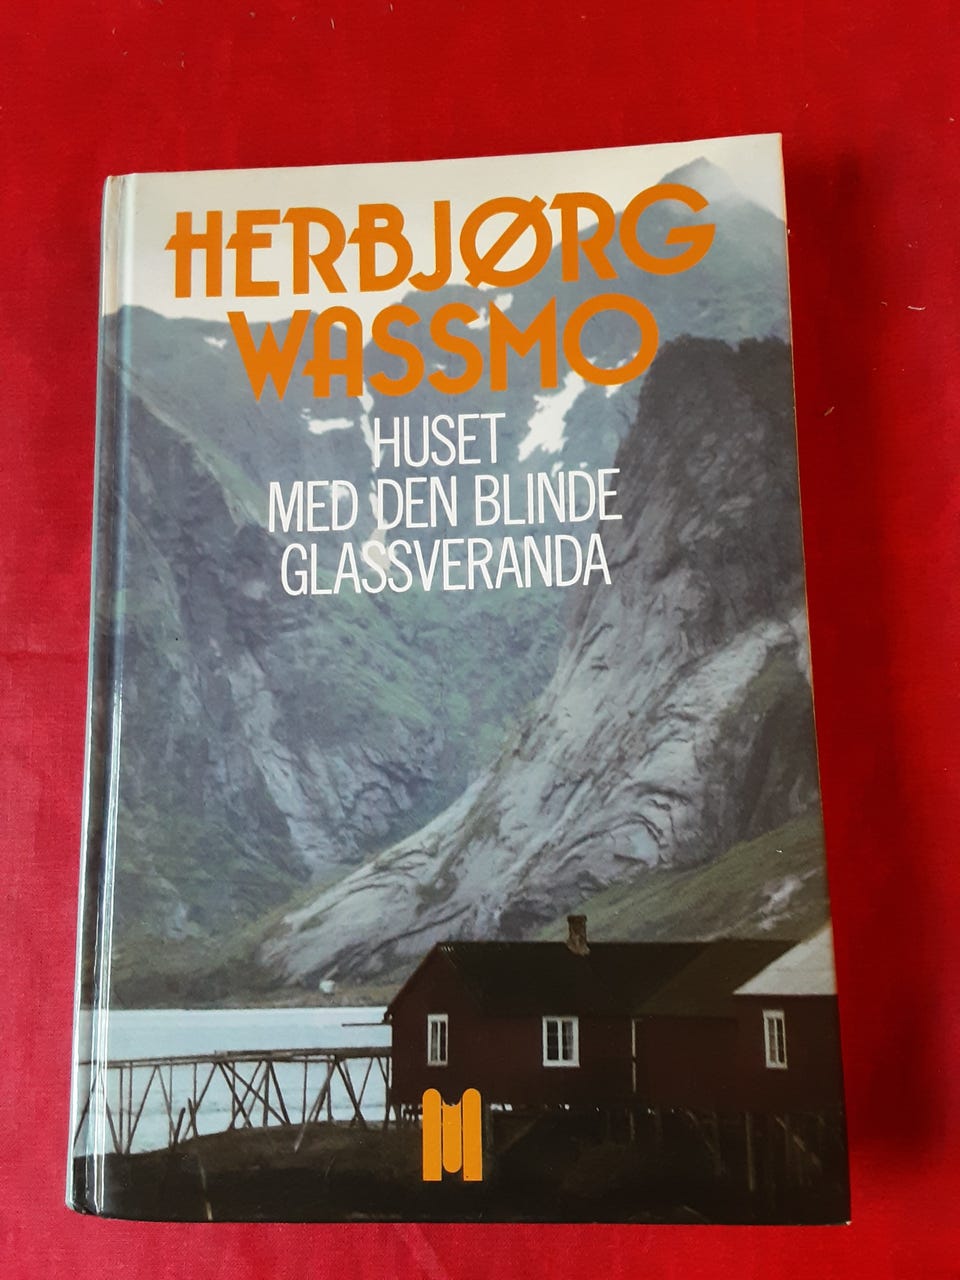 HERBJØRG
WASSMO
HUSET
MED DEN BLINDE
GLASSVERANDA